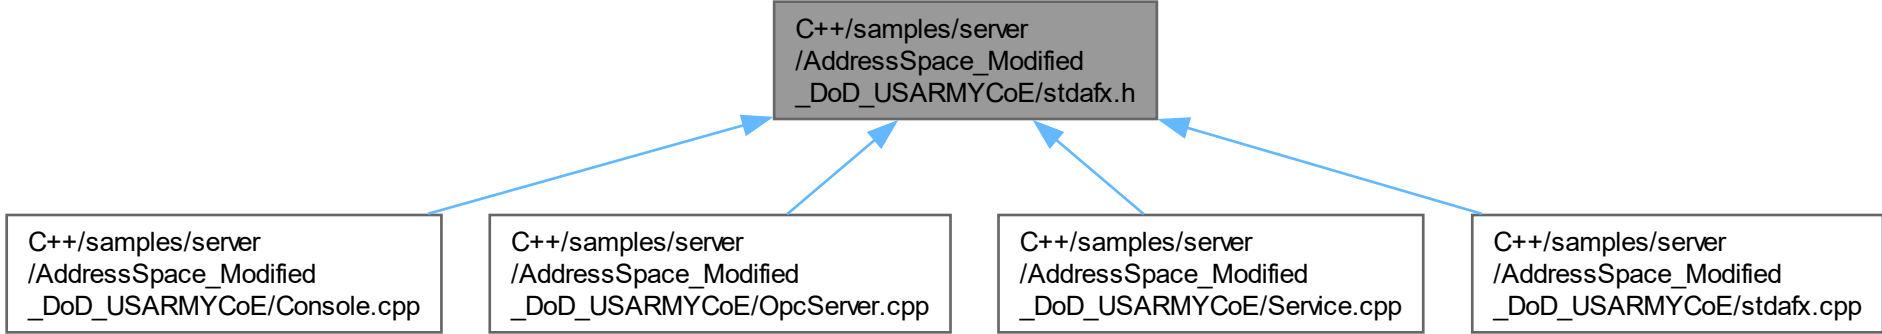 C++/samples/server
/AddressSpace_Modified
_DoD_USARMYCoE/stdafx.h
C++/samples/server
/AddressSpace_Modified
_DoD_USARMYCoE/Console.cpp
C++/samples/server
/AddressSpace_Modified
_DoD_USARMYCoE/OpcServer.cpp
C++/samples/server
/AddressSpace_Modified
_DoD_USARMYCoE/Service.cpp
C++/samples/server
/AddressSpace_Modified
_DoD_USARMYCoE/stdafx.cpp